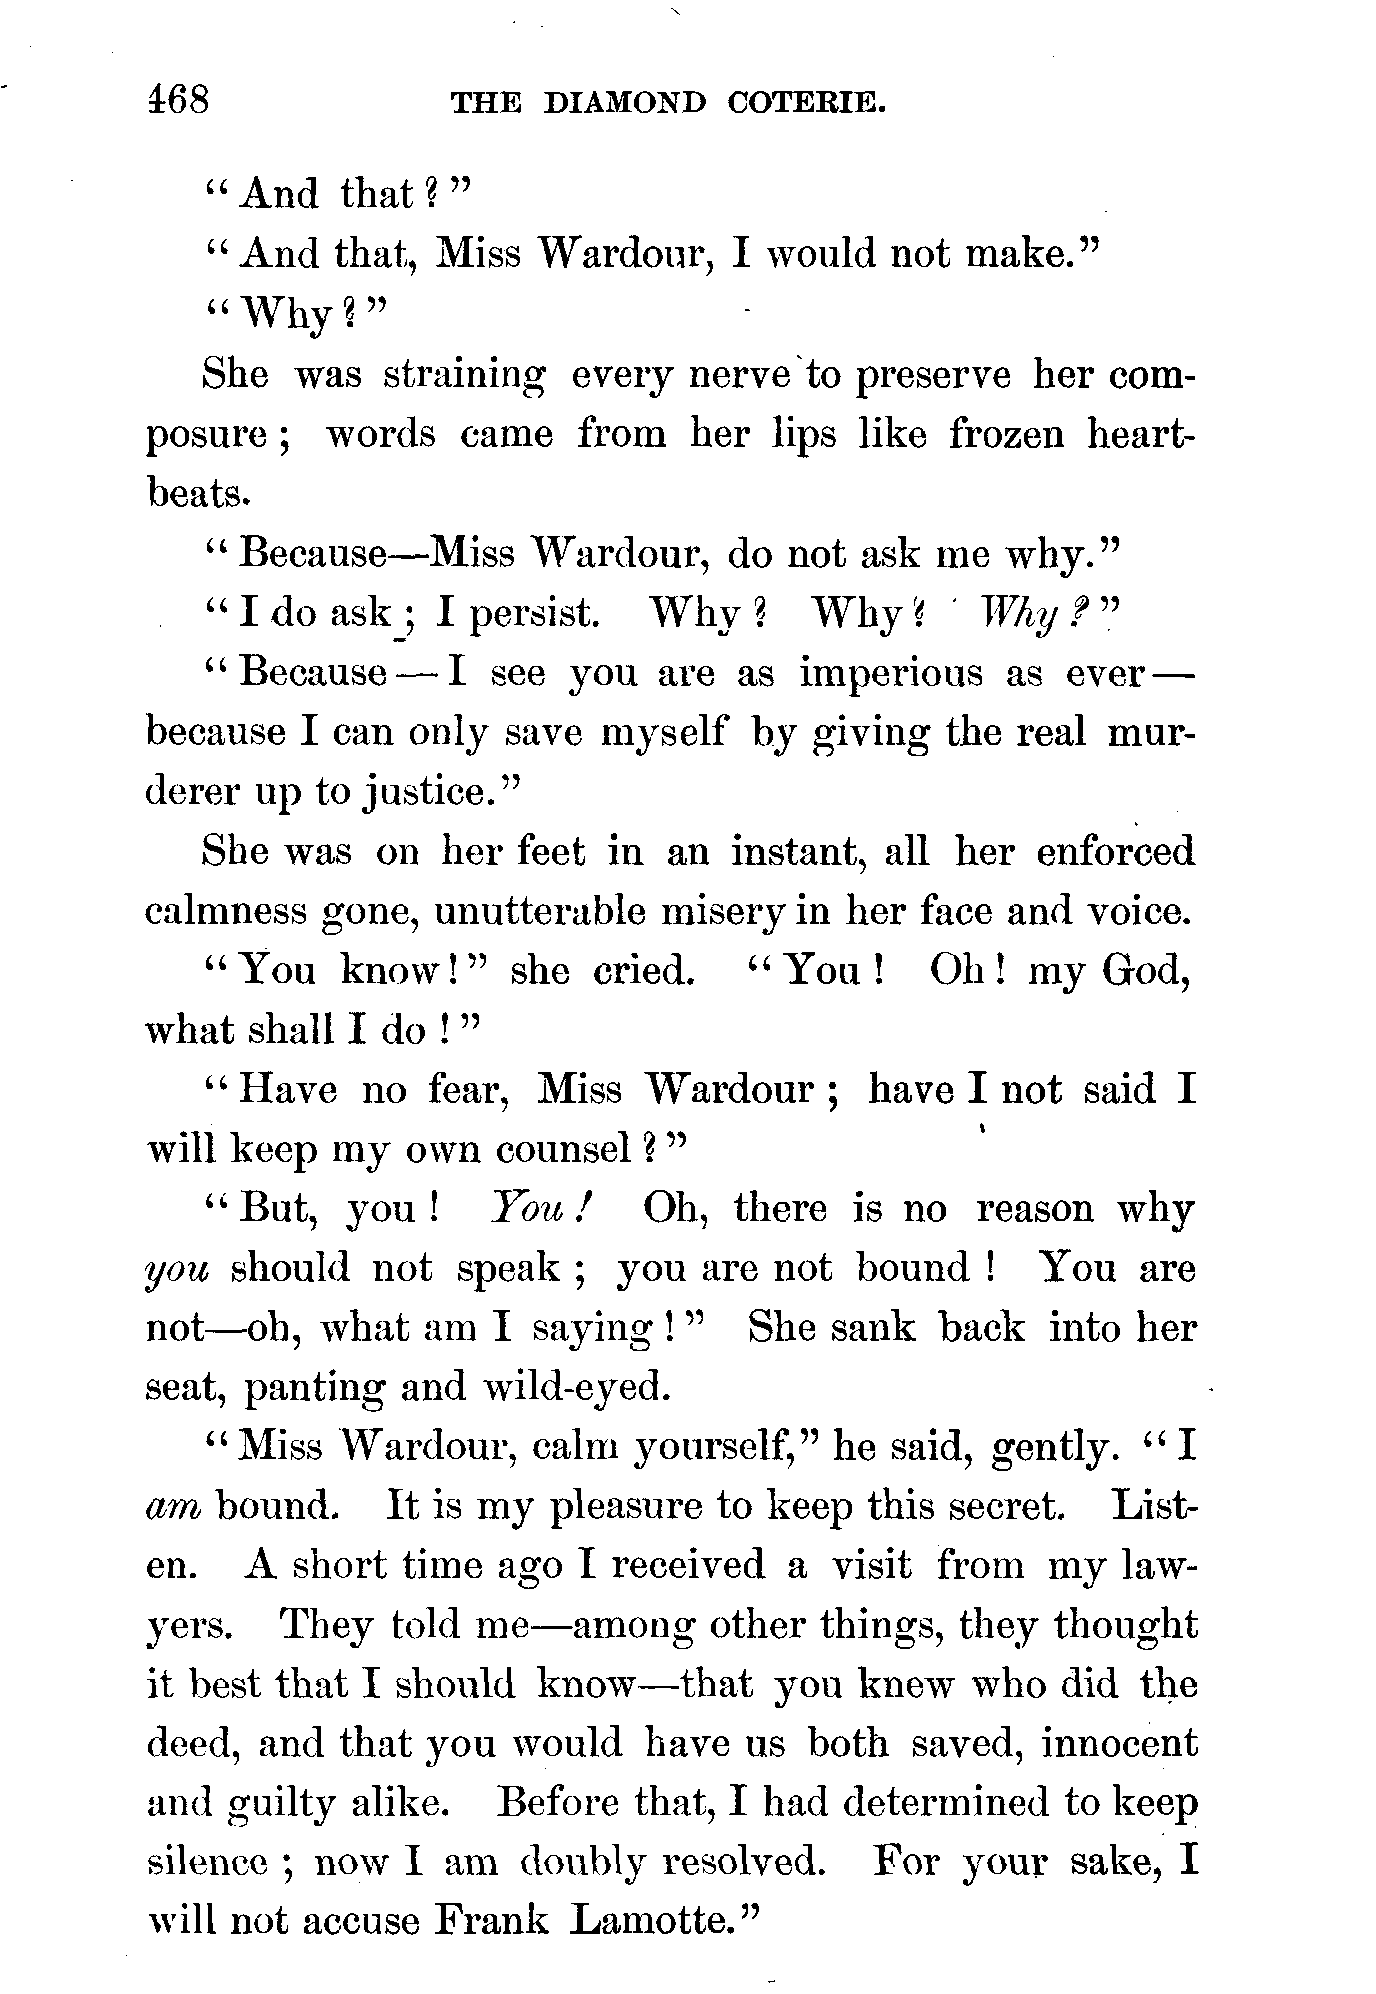 468 THE DIAMOND COTERIE.
“And that?”
“And that, Miss Wardour, I would not make.”
“Why?”
She was straining every nerve to preserve her com-
posure; words came from her lips like frozen heart-
beats.
“Because—Miss Wardour, do not ask me why.”
“I do ask; I persist. Why? Why? Why?”
“Because—I see you are as imperious as ever—
because I can only save myself by giving the real mur-
derer up to justice.”
She was on her feet in an instant, all her enforced
calmness gone, unutterable misery in her face and voice.
“You know!” she cried. “You! Oh! my God,
what shall I do!”
“Have no fear, Miss Wardour; have I not said I
will keep my own counsel?”
“But, you! You! Oh, there is no reason why
you should not speak; you are not bound! You are
not—oh, what am I saying!” She sank back into her
seat, panting and wild-eyed.
“Miss Wardour, calm yourself,” he said, gently. “I
am bound. It is my pleasure to keep this secret. List-
en. A short time ago I received a visit from my law-
yers. They told me—among other things, they thought
it best that I should know—that you knew who did the
deed, and that you would have us both saved, innocent
and guilty alike. Before that, I had determined to keep
silence; now I am doubly resolved. For your sake, I
will not accuse Frank Lamotte.”